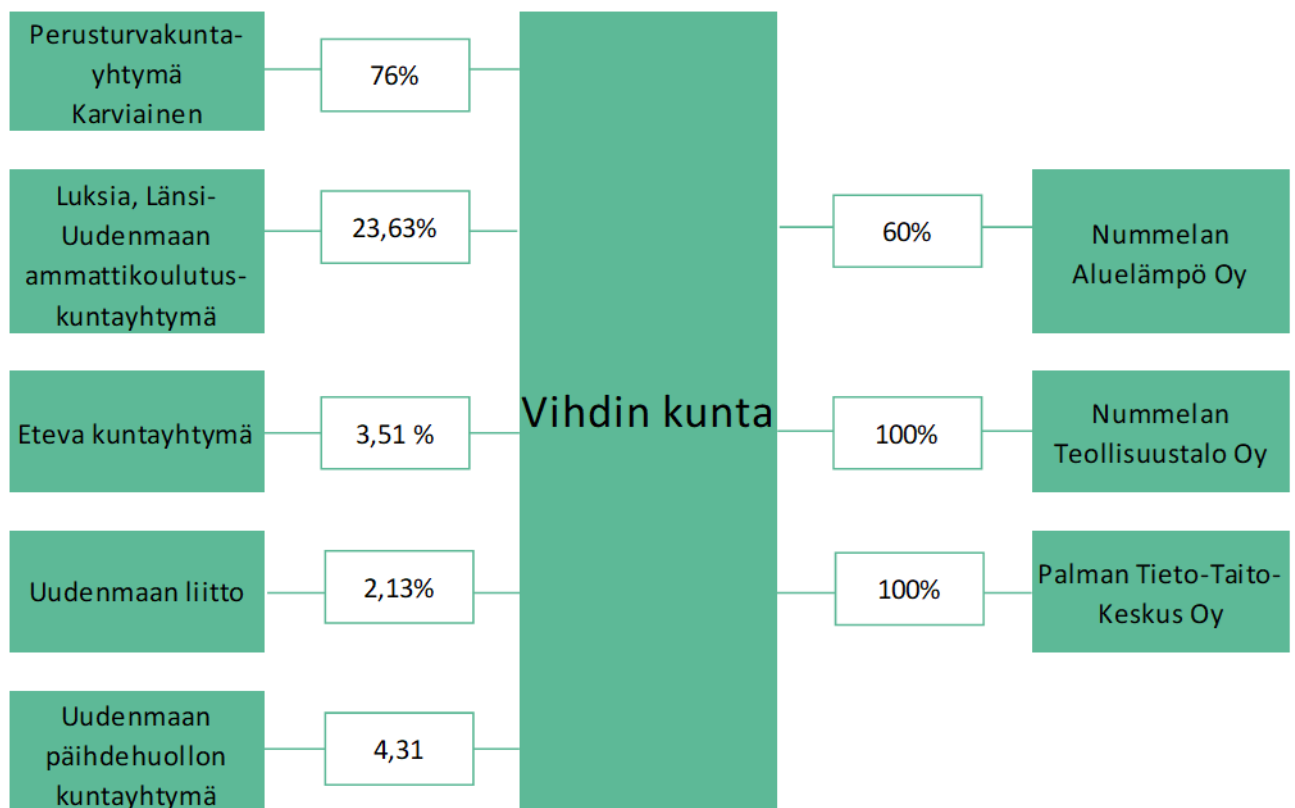 Perusturvakunta-
yhtymä
Karviainen
76%
Luksia, Länsi-
Uudenmaan
ammattikoulutus-
kuntayhtymä
23,63%
Eteva kuntayhtymä
3,51 %
Uudenmaan liitto
2,13%
Uudenmaan
päihdehuollon
kuntayhtymä
4,31
Vihdin kunta
60%
Nummelan
Aluelämpö Oy
100%
Nummelan
Teollisuustalo Oy
100%
Palman Tieto-Taito-
Keskus Oy